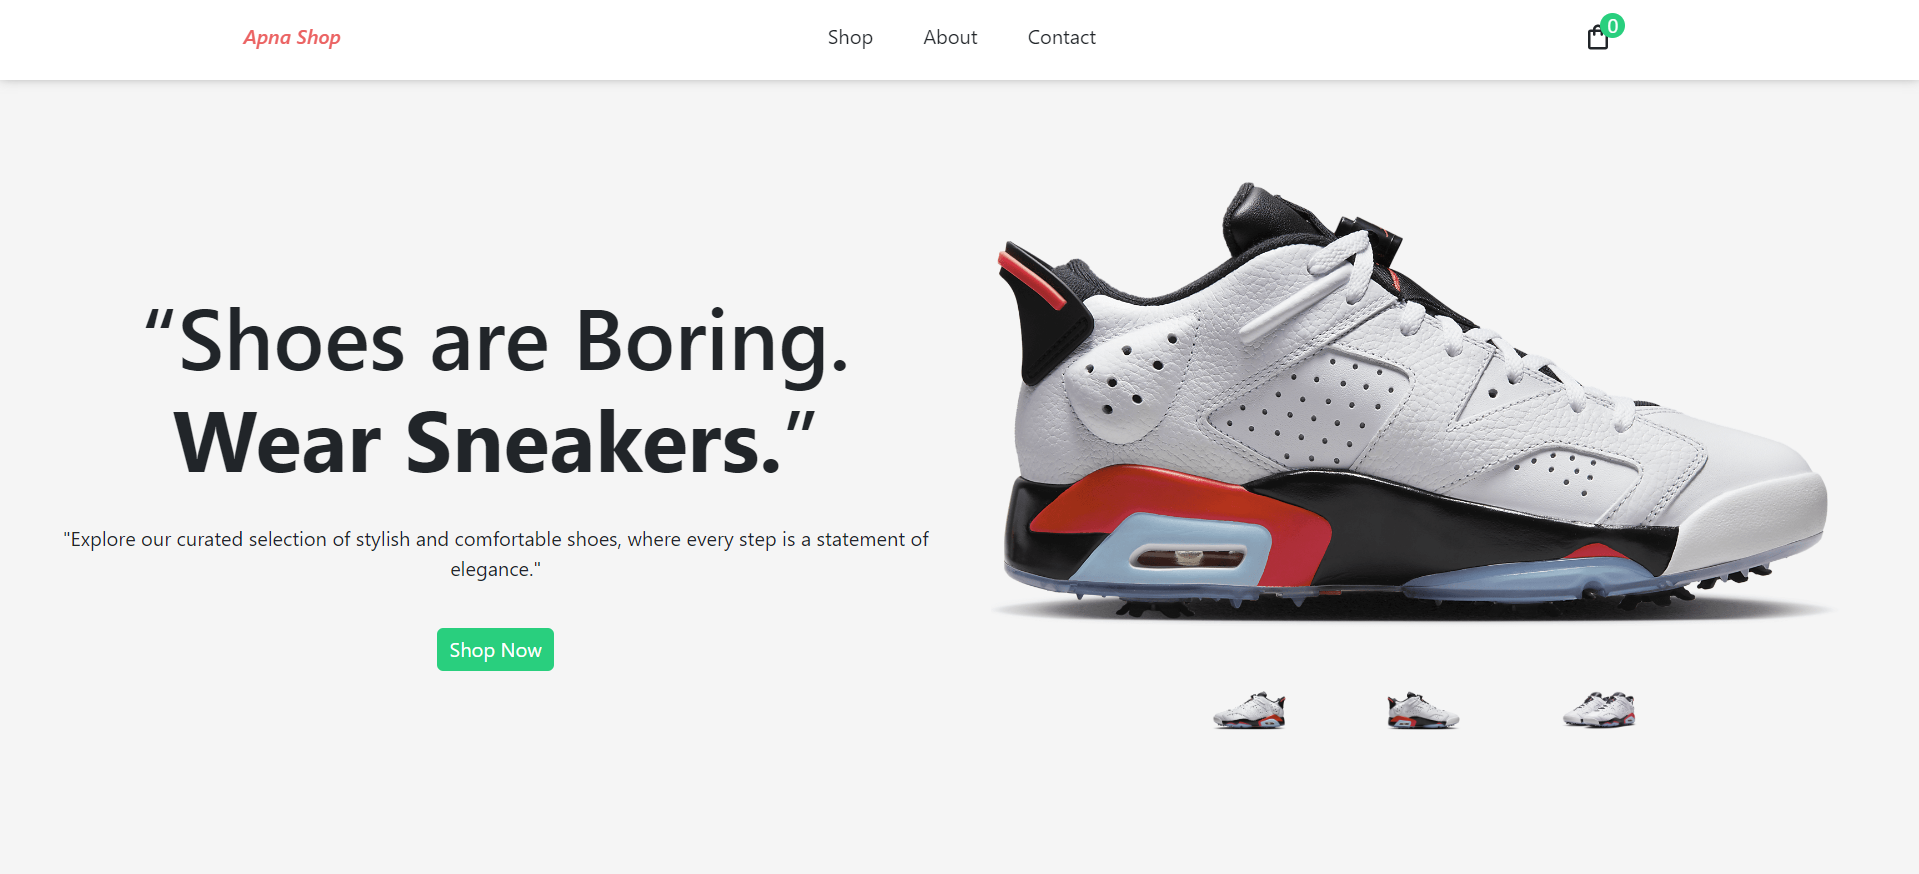 Apna Shop
Shop
About
Contact
0
“Shoes are Boring.
Wear Sneakers.”
"Explore our curated selection of stylish and comfortable shoes, where every step is a statement of
elegance."
Shop Now